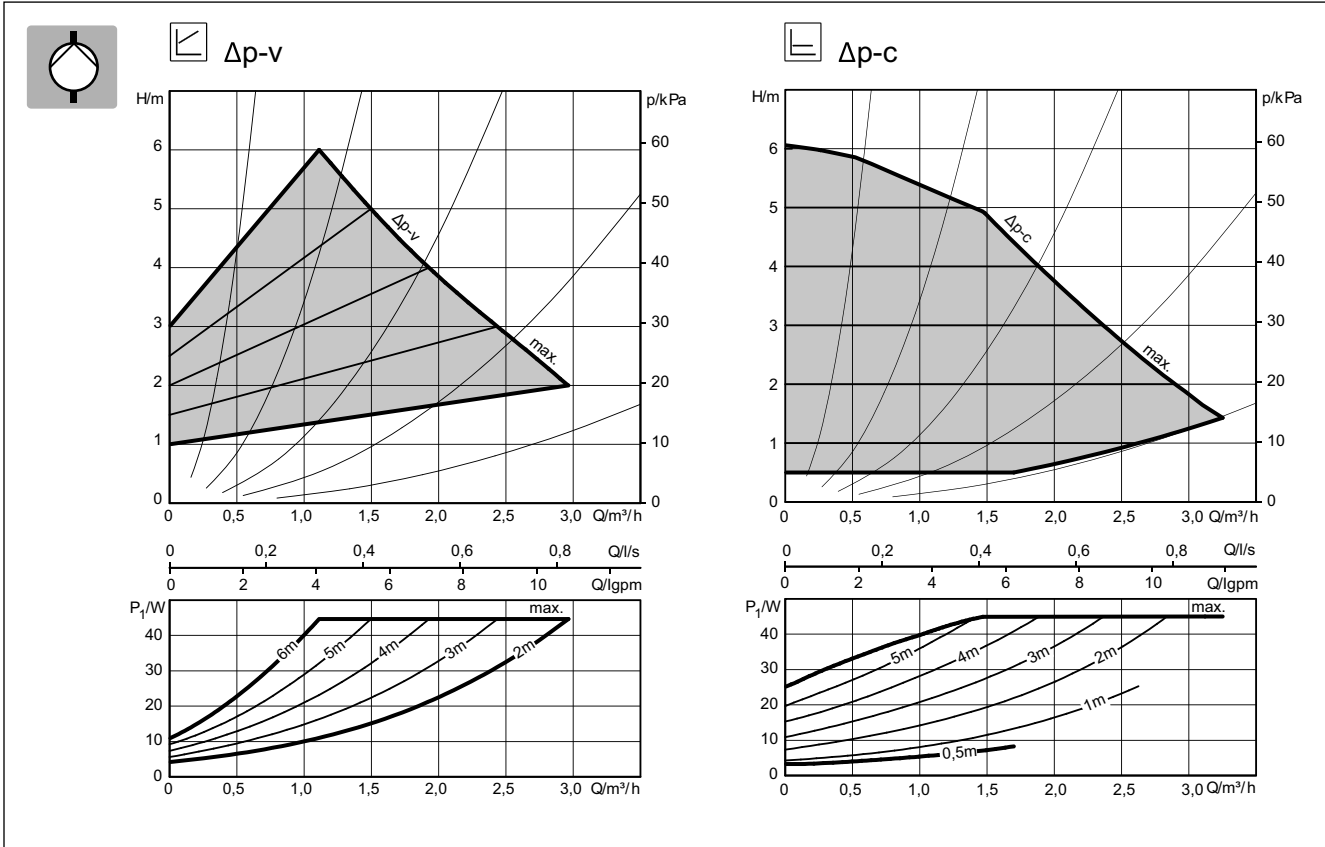 Δp-v
H/m
p/kPa
6
5
4
3
2
1
0
60
50
40
30
20
10
0
Δp-v
max.
0 0,5 1,0 1,5 2,0 2,5 3,0 Q/m³/h
0 0,2 0,4 0,6 0,8 Q/l/s
0 2 4 6 8 10 Q/Igpm
P₁/W
max.
40
30
20
10
0
6m 5m 4m 3m 2m
0 0,5 1,0 1,5 2,0 2,5 3,0 Q/m³/h
Δp-c
H/m
p/kPa
6
5
4
3
2
1
0
60
50
40
30
20
10
0
Δp-c
max.
0 0,5 1,0 1,5 2,0 2,5 3,0 Q/m³/h
0 0,2 0,4 0,6 0,8 Q/l/s
0 2 4 6 8 10 Q/Igpm
P₁/W
max.
40
30
20
10
0
5m 4m 3m 2m
1m
0,5m
0 0,5 1,0 1,5 2,0 2,5 3,0 Q/m³/h